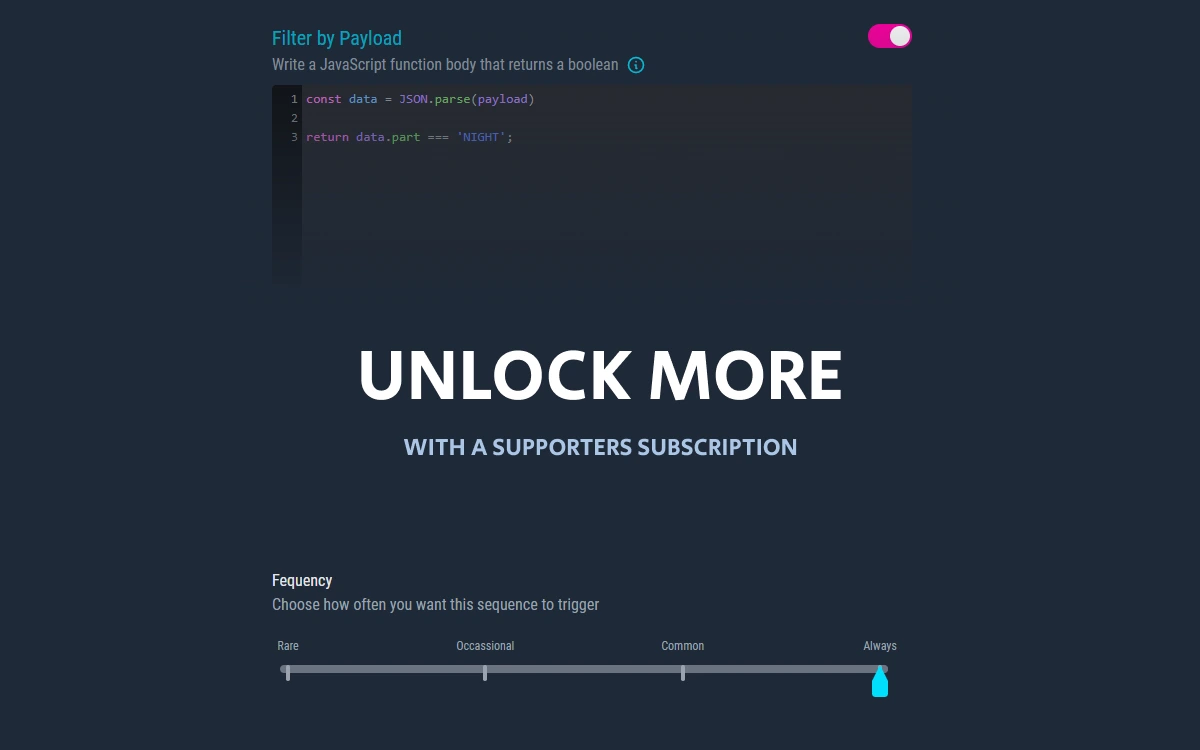 Filter by Payload
Write a JavaScript function body that returns a boolean
1 const data = JSON.parse(payload)
2
3 return data.part === 'NIGHT';
UNLOCK MORE
WITH A SUPPORTERS SUBSCRIPTION
Fequency
Choose how often you want this sequence to trigger
Rare Occassional Common Always